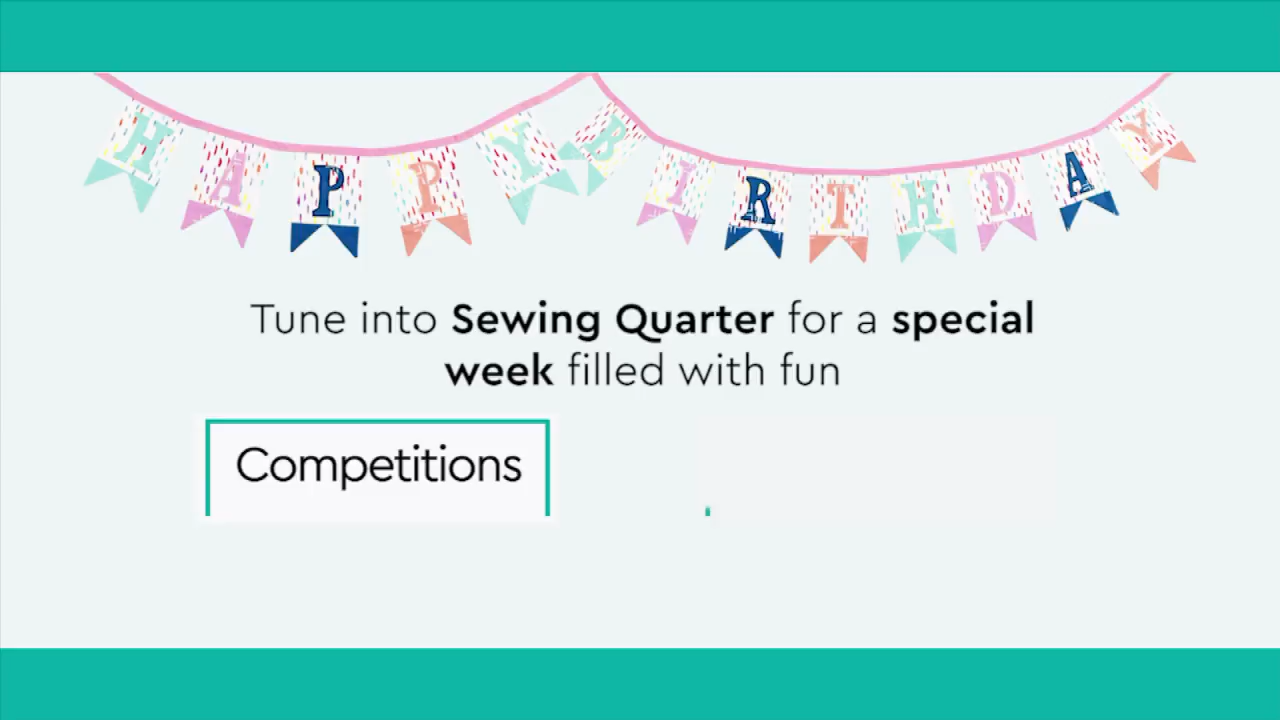 HAPPY BIRTHDAY
Tune into Sewing Quarter for a special
week filled with fun
Competitions